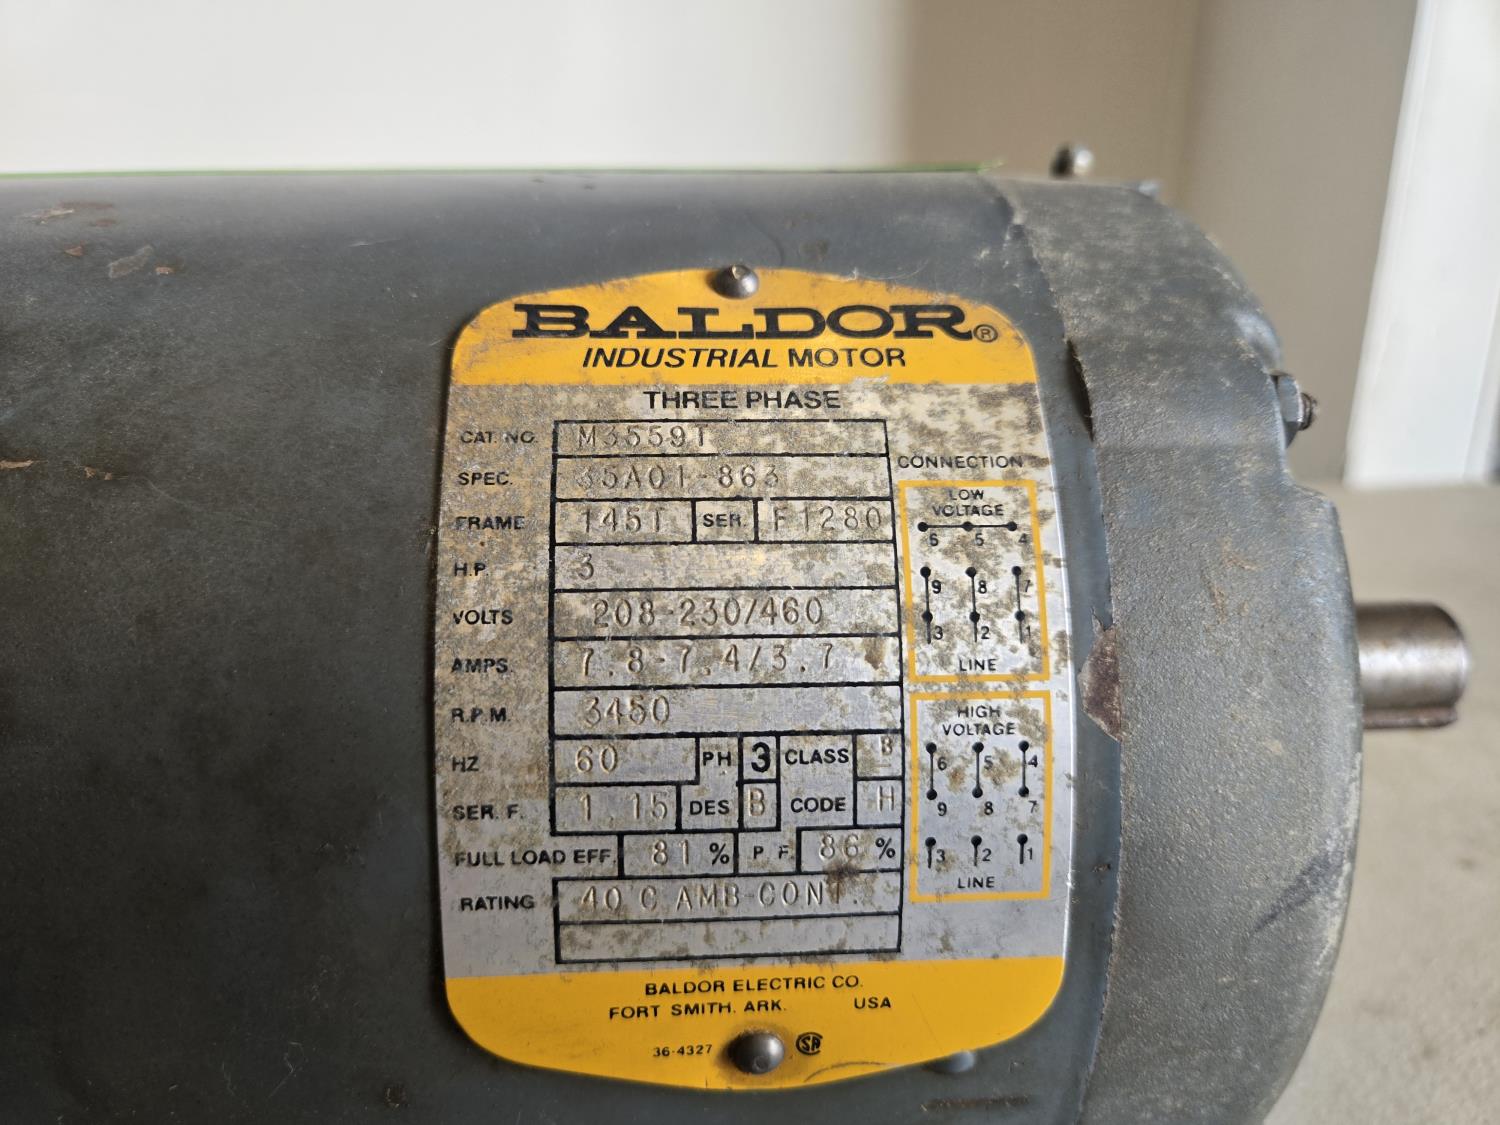 BALDOR®
INDUSTRIAL MOTOR
THREE PHASE
CAT. NO. M3559T
SPEC. 35A01-863
FRAME 145T SER. F1280
H.P. 3
VOLTS 208-230/460
AMPS. 7.8-7.4/3.7
R.P.M. 3450
HZ 60 PH 3 CLASS B
SER. F. 1.15 DES B CODE H
FULL LOAD EFF. 81 % P F. 86 %
RATING 40 C AMB-CONT.
CONNECTION
LOW
VOLTAGE
6 5 4
9 8 7
3 2 1
LINE
HIGH
VOLTAGE
6 5 4
9 8 7
3 2 1
LINE
BALDOR ELECTRIC CO.
FORT SMITH, ARK. USA
36-4327 SA